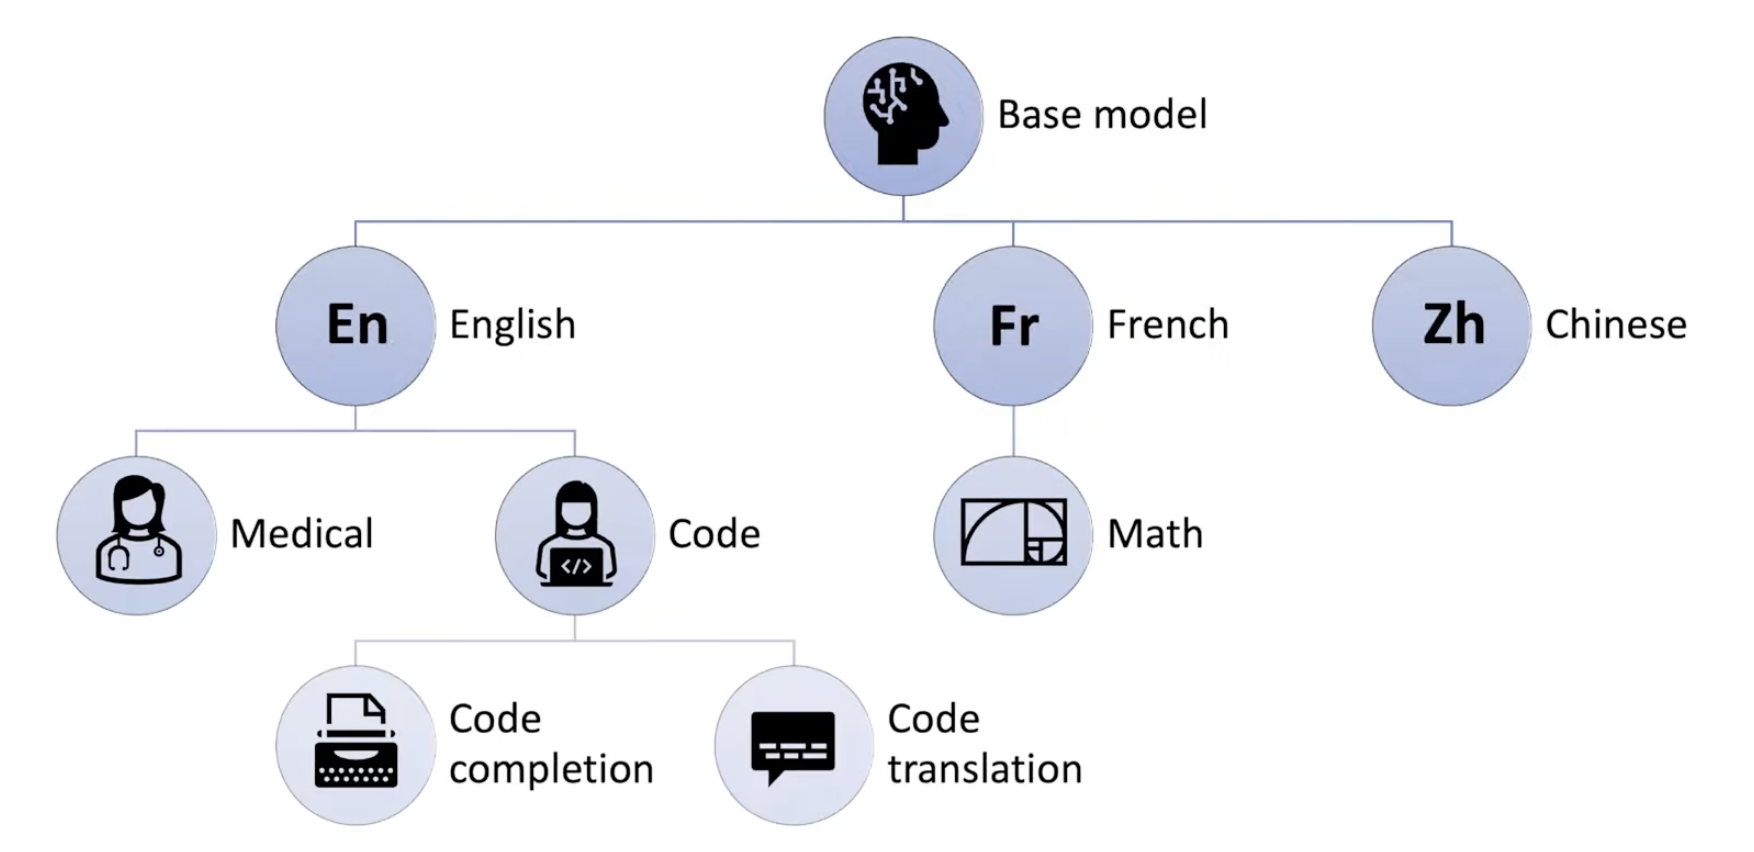 Base model
En
English
Fr
French
Zh
Chinese
Medical
</>
Code
Math
Code
completion
Code
translation